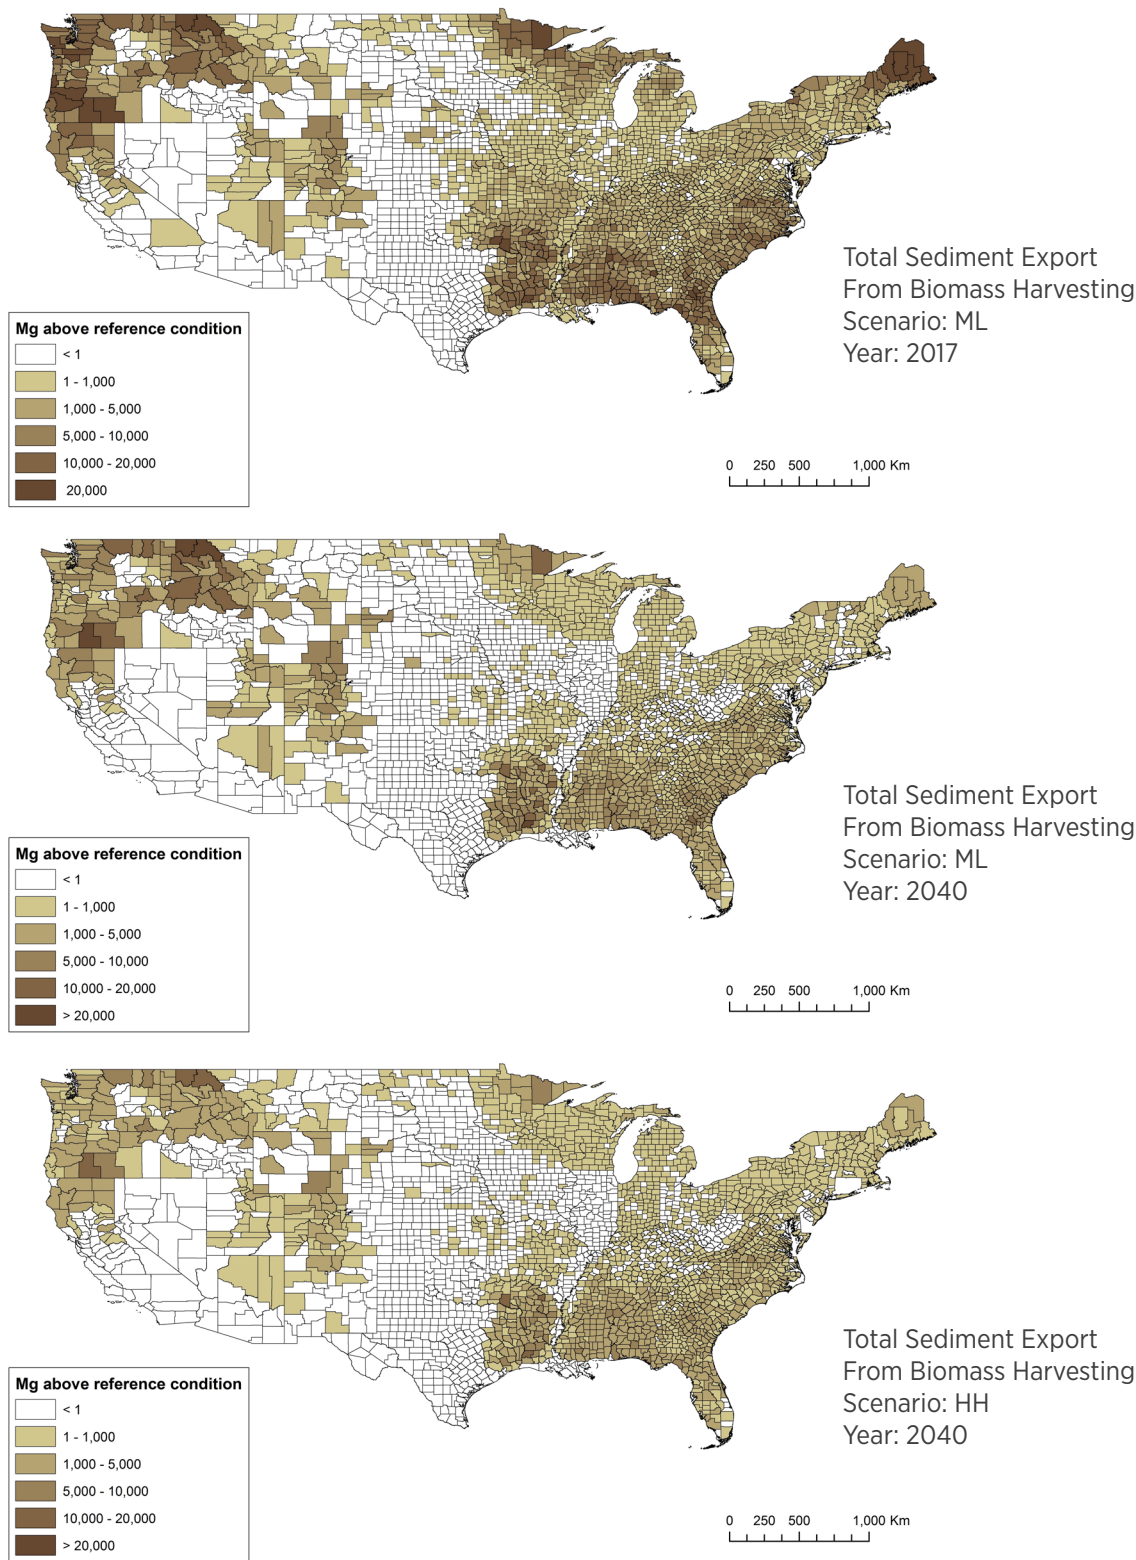 Total Sediment Export
From Biomass Harvesting
Scenario: ML
Year: 2017
Mg above reference condition
< 1
1 - 1,000
1,000 - 5,000
5,000 - 10,000
10,000 - 20,000
20,000
0 250 500 1,000 Km
Total Sediment Export
From Biomass Harvesting
Scenario: ML
Year: 2040
Mg above reference condition
< 1
1 - 1,000
1,000 - 5,000
5,000 - 10,000
10,000 - 20,000
> 20,000
0 250 500 1,000 Km
Total Sediment Export
From Biomass Harvesting
Scenario: HH
Year: 2040
Mg above reference condition
< 1
1 - 1,000
1,000 - 5,000
5,000 - 10,000
10,000 - 20,000
> 20,000
0 250 500 1,000 Km